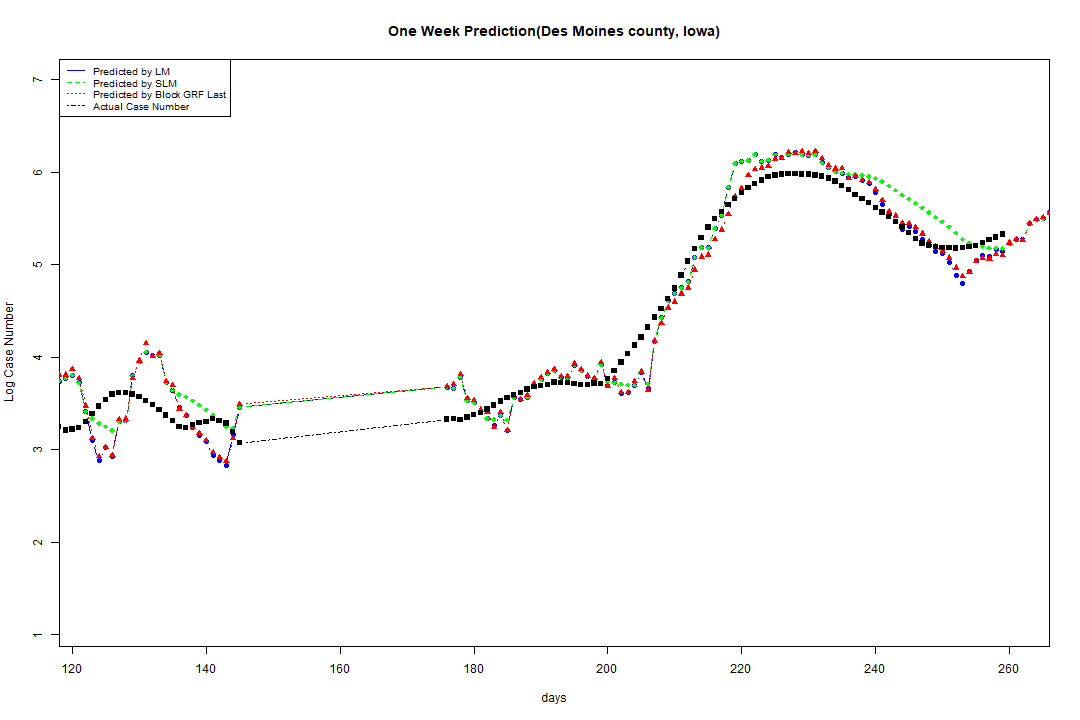 One Week Prediction(Des Moines county, Iowa)
Predicted by LM
Predicted by SLM
Predicted by Block GRF Last
Actual Case Number
7
6
5
4
3
2
1
Log Case Number
120 140 160 180 200 220 240 260
days